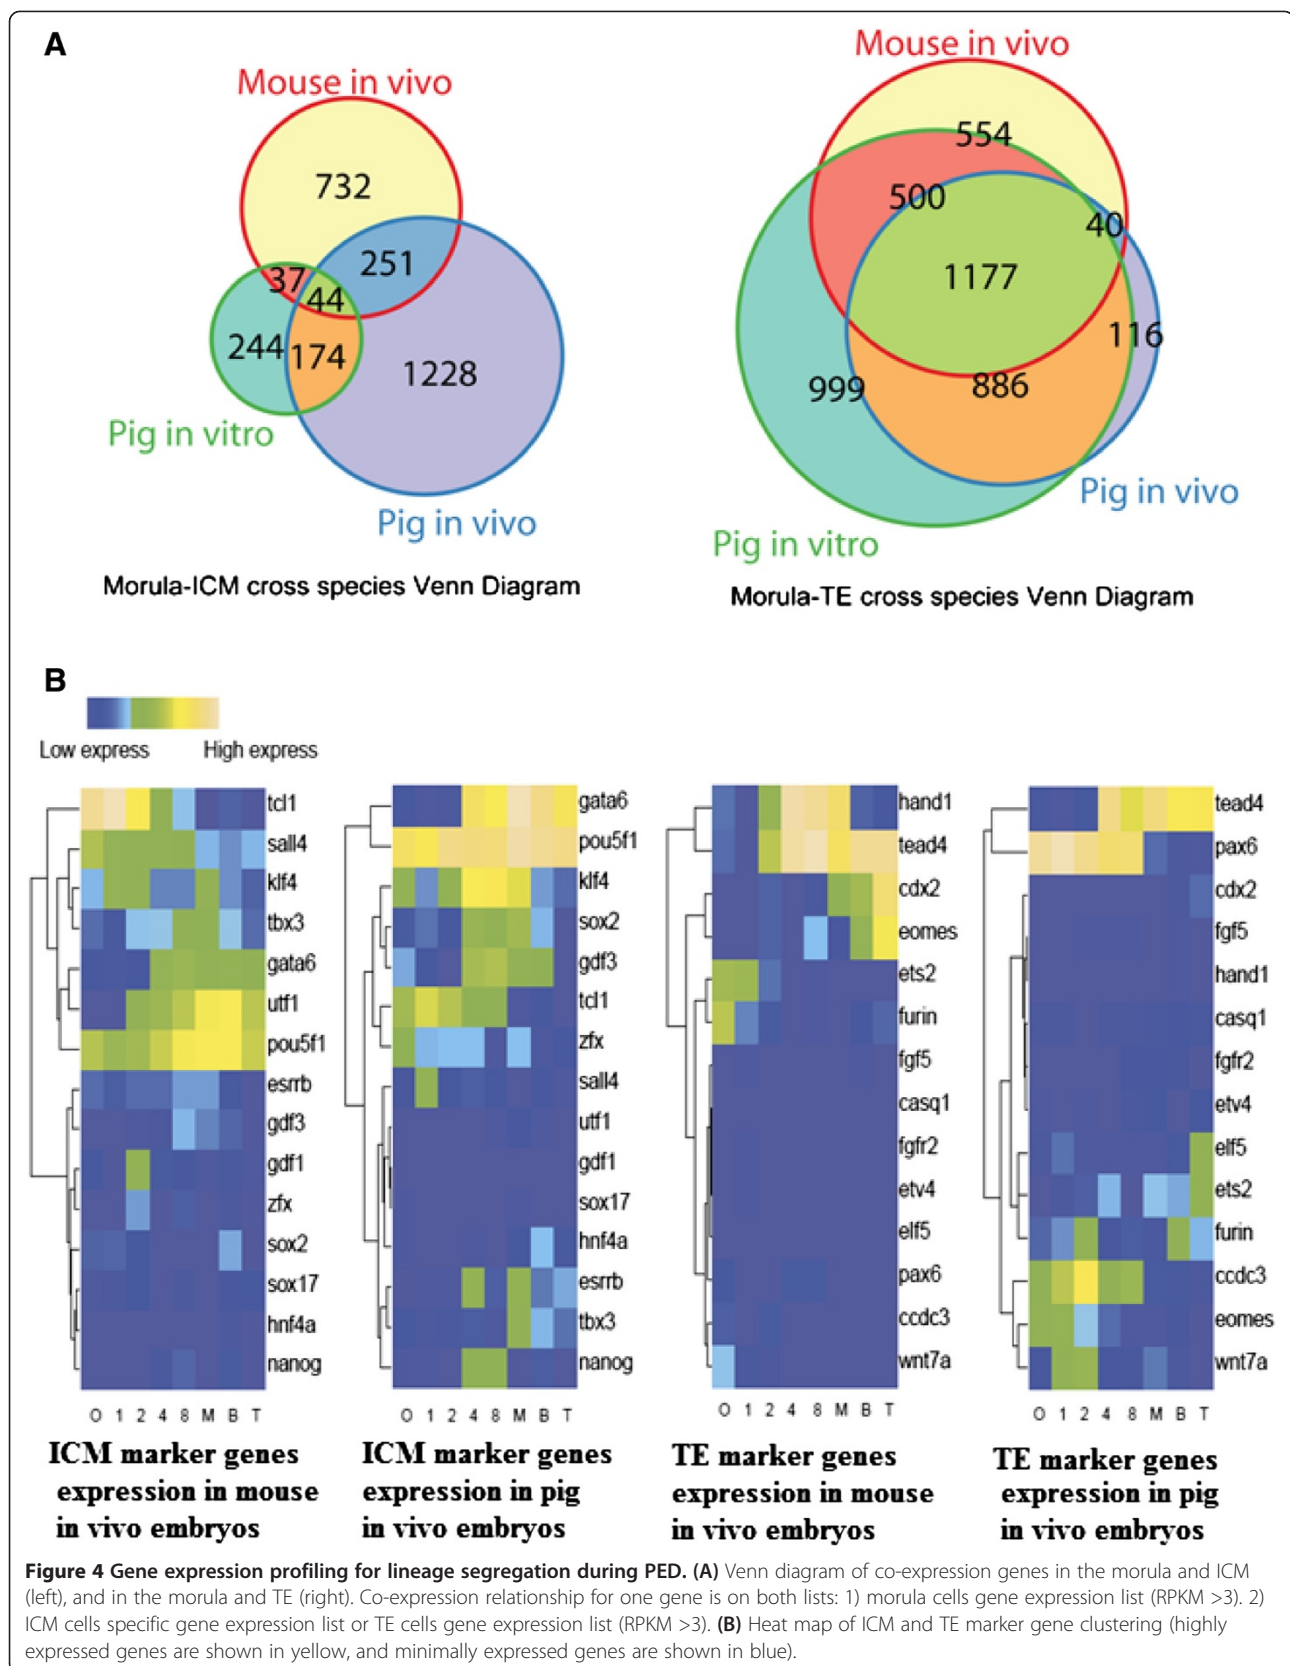 A
Mouse in vivo
732
251
37
44
244
174
1228
Pig in vitro
Pig in vivo
Morula-ICM cross species Venn Diagram
Mouse in vivo
554
500
40
1177
116
999
886
Pig in vivo
Pig in vitro
Morula-TE cross species Venn Diagram
B
Low express High express
tcl1
sall4
klf4
tbx3
gata6
utf1
pou5f1
esrrb
gdf3
gdf1
zfx
sox2
sox17
hnf4a
nanog
O 1 2 4 8 M B T
ICM marker genes
expression in mouse
in vivo embryos
gata6
pou5f1
klf4
sox2
gdf3
tcl1
zfx
sall4
utf1
gdf1
sox17
hnf4a
esrrb
tbx3
nanog
O 1 2 4 8 M B T
ICM marker genes
expression in pig
in vivo embryos
hand1
tead4
cdx2
eomes
ets2
furin
fgf5
casq1
fgfr2
etv4
elf5
pax6
ccdc3
wnt7a
O 1 2 4 8 M B T
TE marker genes
expression in mouse
in vivo embryos
tead4
pax6
cdx2
fgf5
hand1
casq1
fgfr2
etv4
elf5
ets2
furin
ccdc3
eomes
wnt7a
O 1 2 4 8 M B T
TE marker genes
expression in pig
in vivo embryos
Figure 4 Gene expression profiling for lineage segregation during PED. (A) Venn diagram of co-expression genes in the morula and ICM
(left), and in the morula and TE (right). Co-expression relationship for one gene is on both lists: 1) morula cells gene expression list (RPKM >3). 2)
ICM cells specific gene expression list or TE cells gene expression list (RPKM >3). (B) Heat map of ICM and TE marker gene clustering (highly
expressed genes are shown in yellow, and minimally expressed genes are shown in blue).